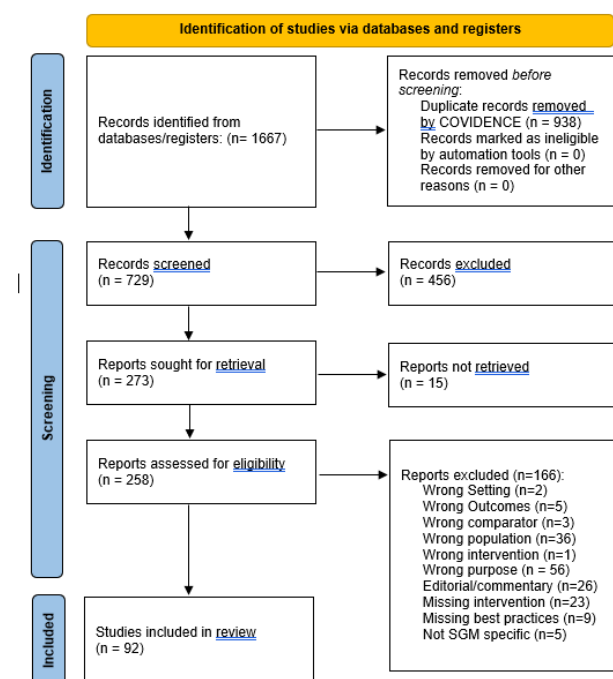 Identification of studies via databases and registers
Identification
Records identified from
databases/registers: (n= 1667)
Records removed before
screening:
Duplicate records removed
by COVIDENCE (n = 938)
Records marked as ineligible
by automation tools (n = 0)
Records removed for other
reasons (n = 0)
Screening
Records screened
(n = 729)
Records excluded
(n = 456)
Reports sought for retrieval
(n = 273)
Reports not retrieved
(n = 15)
Reports assessed for eligibility
(n = 258)
Reports excluded (n=166):
Wrong Setting (n=2)
Wrong Outcomes (n=5)
Wrong comparator (n=3)
Wrong population (n=36)
Wrong intervention (n=1)
Wrong purpose (n = 56)
Editorial/commentary (n=26)
Missing intervention (n=23)
Missing best practices (n=9)
Not SGM specific (n=5)
Included
Studies included in review
(n = 92)